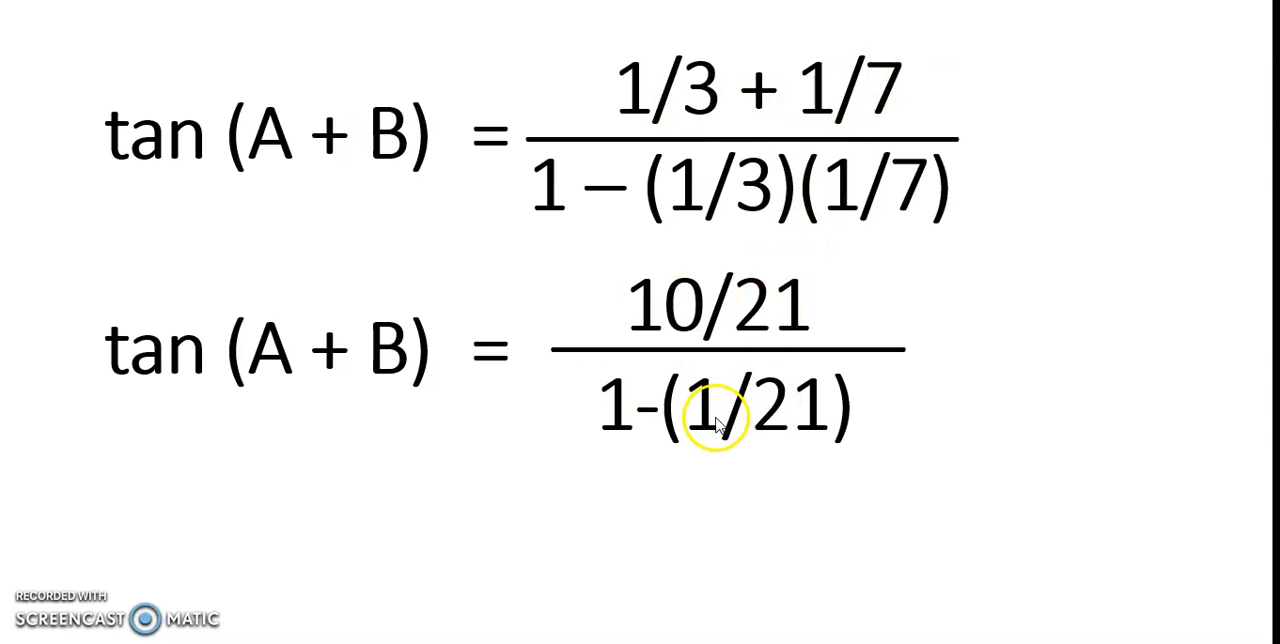 1/3 + 1/7
tan (A + B) =
1 – (1/3)(1/7)
10/21
tan (A + B) =
1-(1/21)
RECORDED WITH
SCREENCAST MATIC